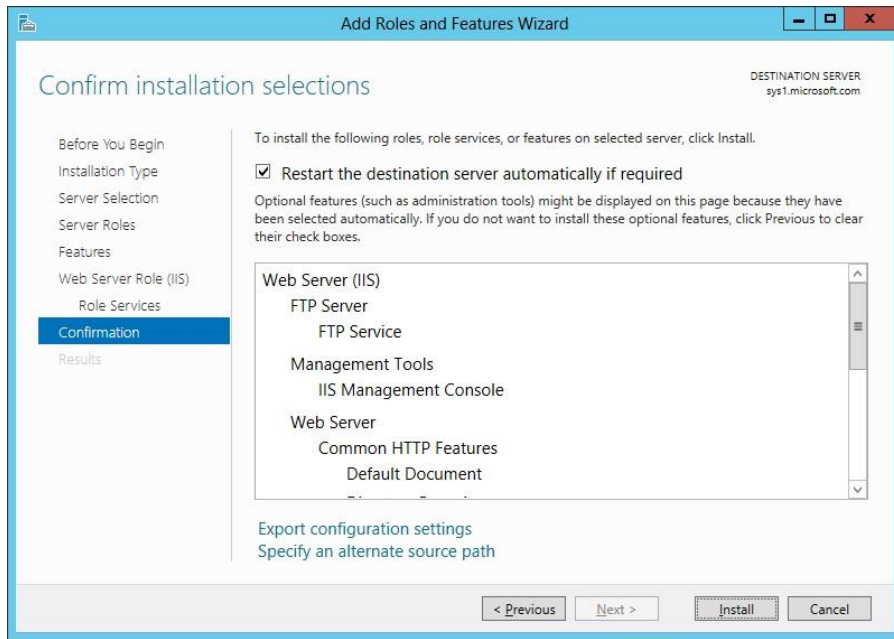 Add Roles and Features Wizard
Confirm installation selections
DESTINATION SERVER
sys1.microsoft.com
Before You Begin
Installation Type
Server Selection
Server Roles
Features
Web Server Role (IIS)
Role Services
Confirmation
Results
To install the following roles, role services, or features on selected server, click Install.
Restart the destination server automatically if required
Optional features (such as administration tools) might be displayed on this page because they have
been selected automatically. If you do not want to install these optional features, click Previous to clear
their check boxes.
Web Server (IIS)
FTP Server
FTP Service
Management Tools
IIS Management Console
Web Server
Common HTTP Features
Default Document
Export configuration settings
Specify an alternate source path
< Previous
Next >
Install
Cancel